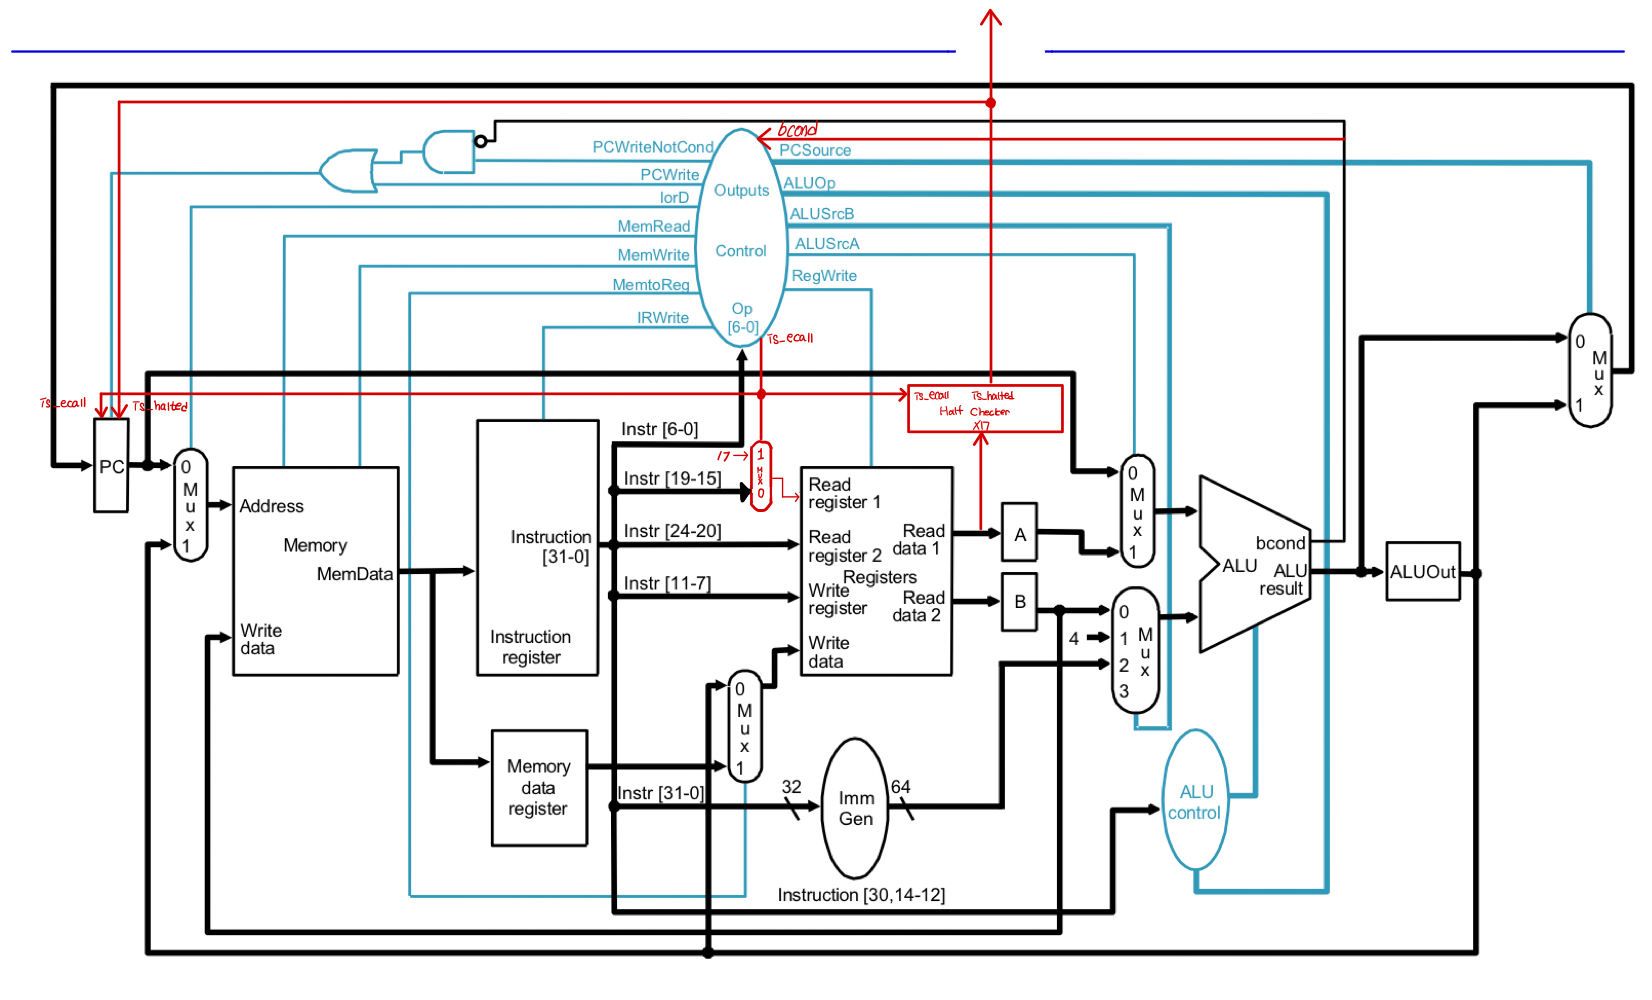 bcond
PCWriteNotCond
PCSource
PCWrite
ALUOp
Outputs
IorD
ALUSrcB
MemRead
ALUSrcA
MemWrite
Control
RegWrite
MemtoReg
IRWrite
Op
[6-0]
is_ecall
is_ecall
is_halted
is_ecall
is_halted
Halt Checker
X17
Instr [6-0]
17
1
Mux
0
PC
0
Mux
1
Address
Memory
MemData
Write
data
Instruction
[31-0]
Instruction
register
Instr [19-15]
Instr [24-20]
Instr [11-7]
Read
register 1
Read
register 2
Registers
Write
register
Write
data
Read
data 1
Read
data 2
A
B
0
Mux
1
4
0
1
2
3
Mux
bcond
ALU
ALU
result
ALUOut
0
Mux
1
Memory
data
register
0
Mux
1
Instr [31-0]
32
Imm
Gen
64
ALU
control
Instruction [30,14-12]